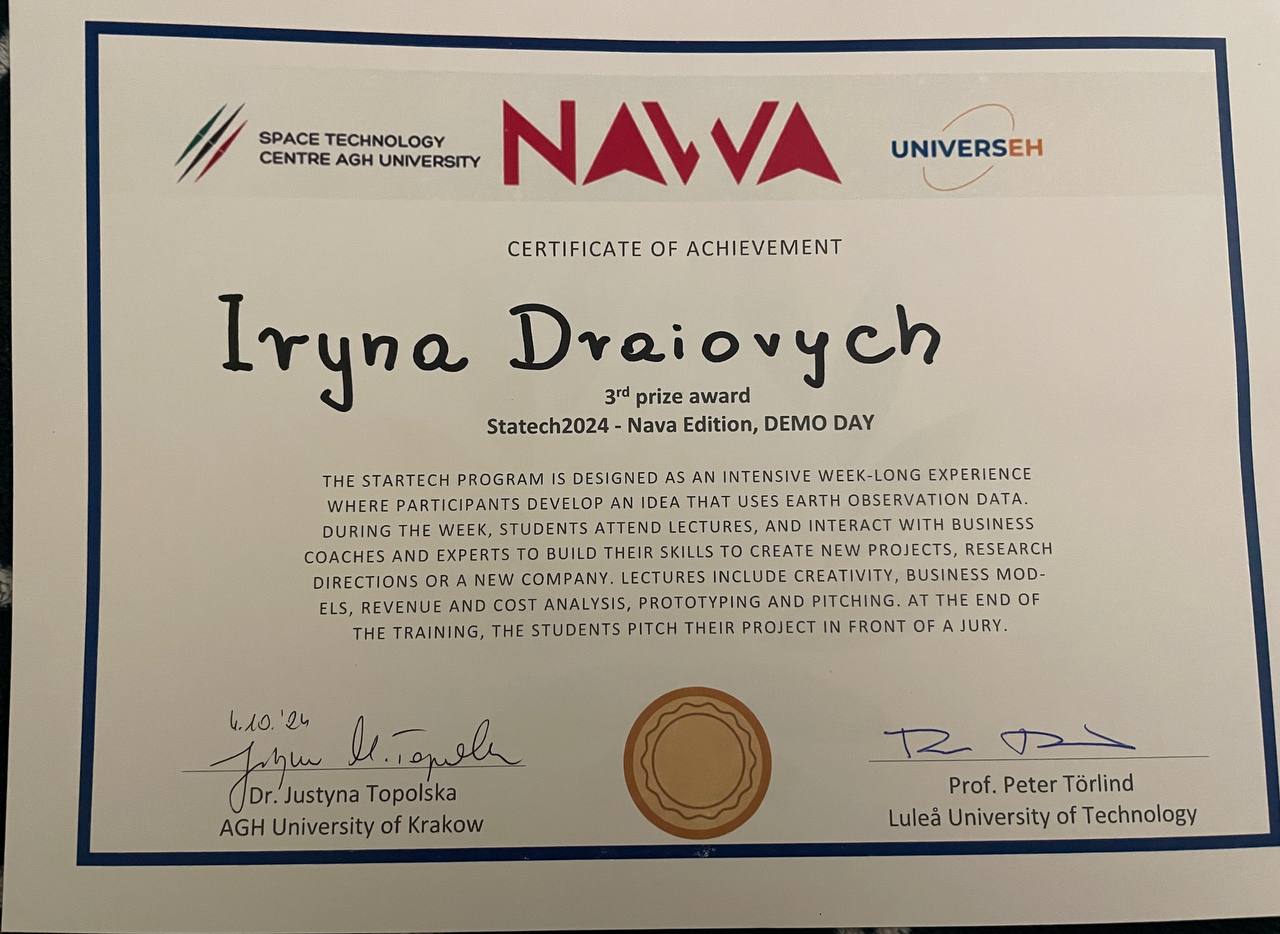 SPACE TECHNOLOGY
CENTRE AGH UNIVERSITY
NAWA
UNIVERSEH
CERTIFICATE OF ACHIEVEMENT
Iryna Draiovych
3rd prize award
Statech2024 - Nava Edition, DEMO DAY
THE STARTECH PROGRAM IS DESIGNED AS AN INTENSIVE WEEK-LONG EXPERIENCE
WHERE PARTICIPANTS DEVELOP AN IDEA THAT USES EARTH OBSERVATION DATA.
DURING THE WEEK, STUDENTS ATTEND LECTURES, AND INTERACT WITH BUSINESS
COACHES AND EXPERTS TO BUILD THEIR SKILLS TO CREATE NEW PROJECTS, RESEARCH
DIRECTIONS OR A NEW COMPANY. LECTURES INCLUDE CREATIVITY, BUSINESS MOD-
ELS, REVENUE AND COST ANALYSIS, PROTOTYPING AND PITCHING. AT THE END OF
THE TRAINING, THE STUDENTS PITCH THEIR PROJECT IN FRONT OF A JURY.
4.10.'24
Dr. Justyna Topolska
AGH University of Krakow
Prof. Peter Törlind
Luleå University of Technology